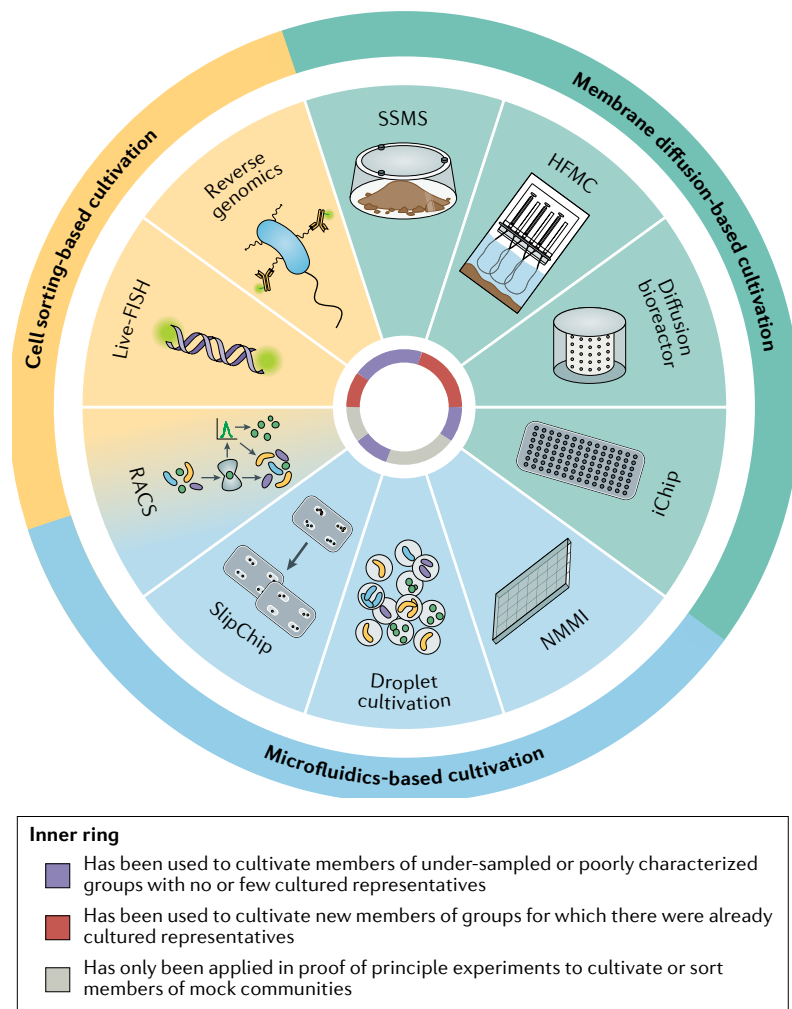 Cell sorting-based cultivation
Membrane diffusion-based cultivation
Microfluidics-based cultivation
SSMS
HFMC
Diffusion
bioreactor
iChip
NMMI
Droplet
cultivation
SlipChip
RACS
Live-FISH
Reverse
genomics
Inner ring
Has been used to cultivate members of under-sampled or poorly characterized
groups with no or few cultured representatives
Has been used to cultivate new members of groups for which there were already
cultured representatives
Has only been applied in proof of principle experiments to cultivate or sort
members of mock communities